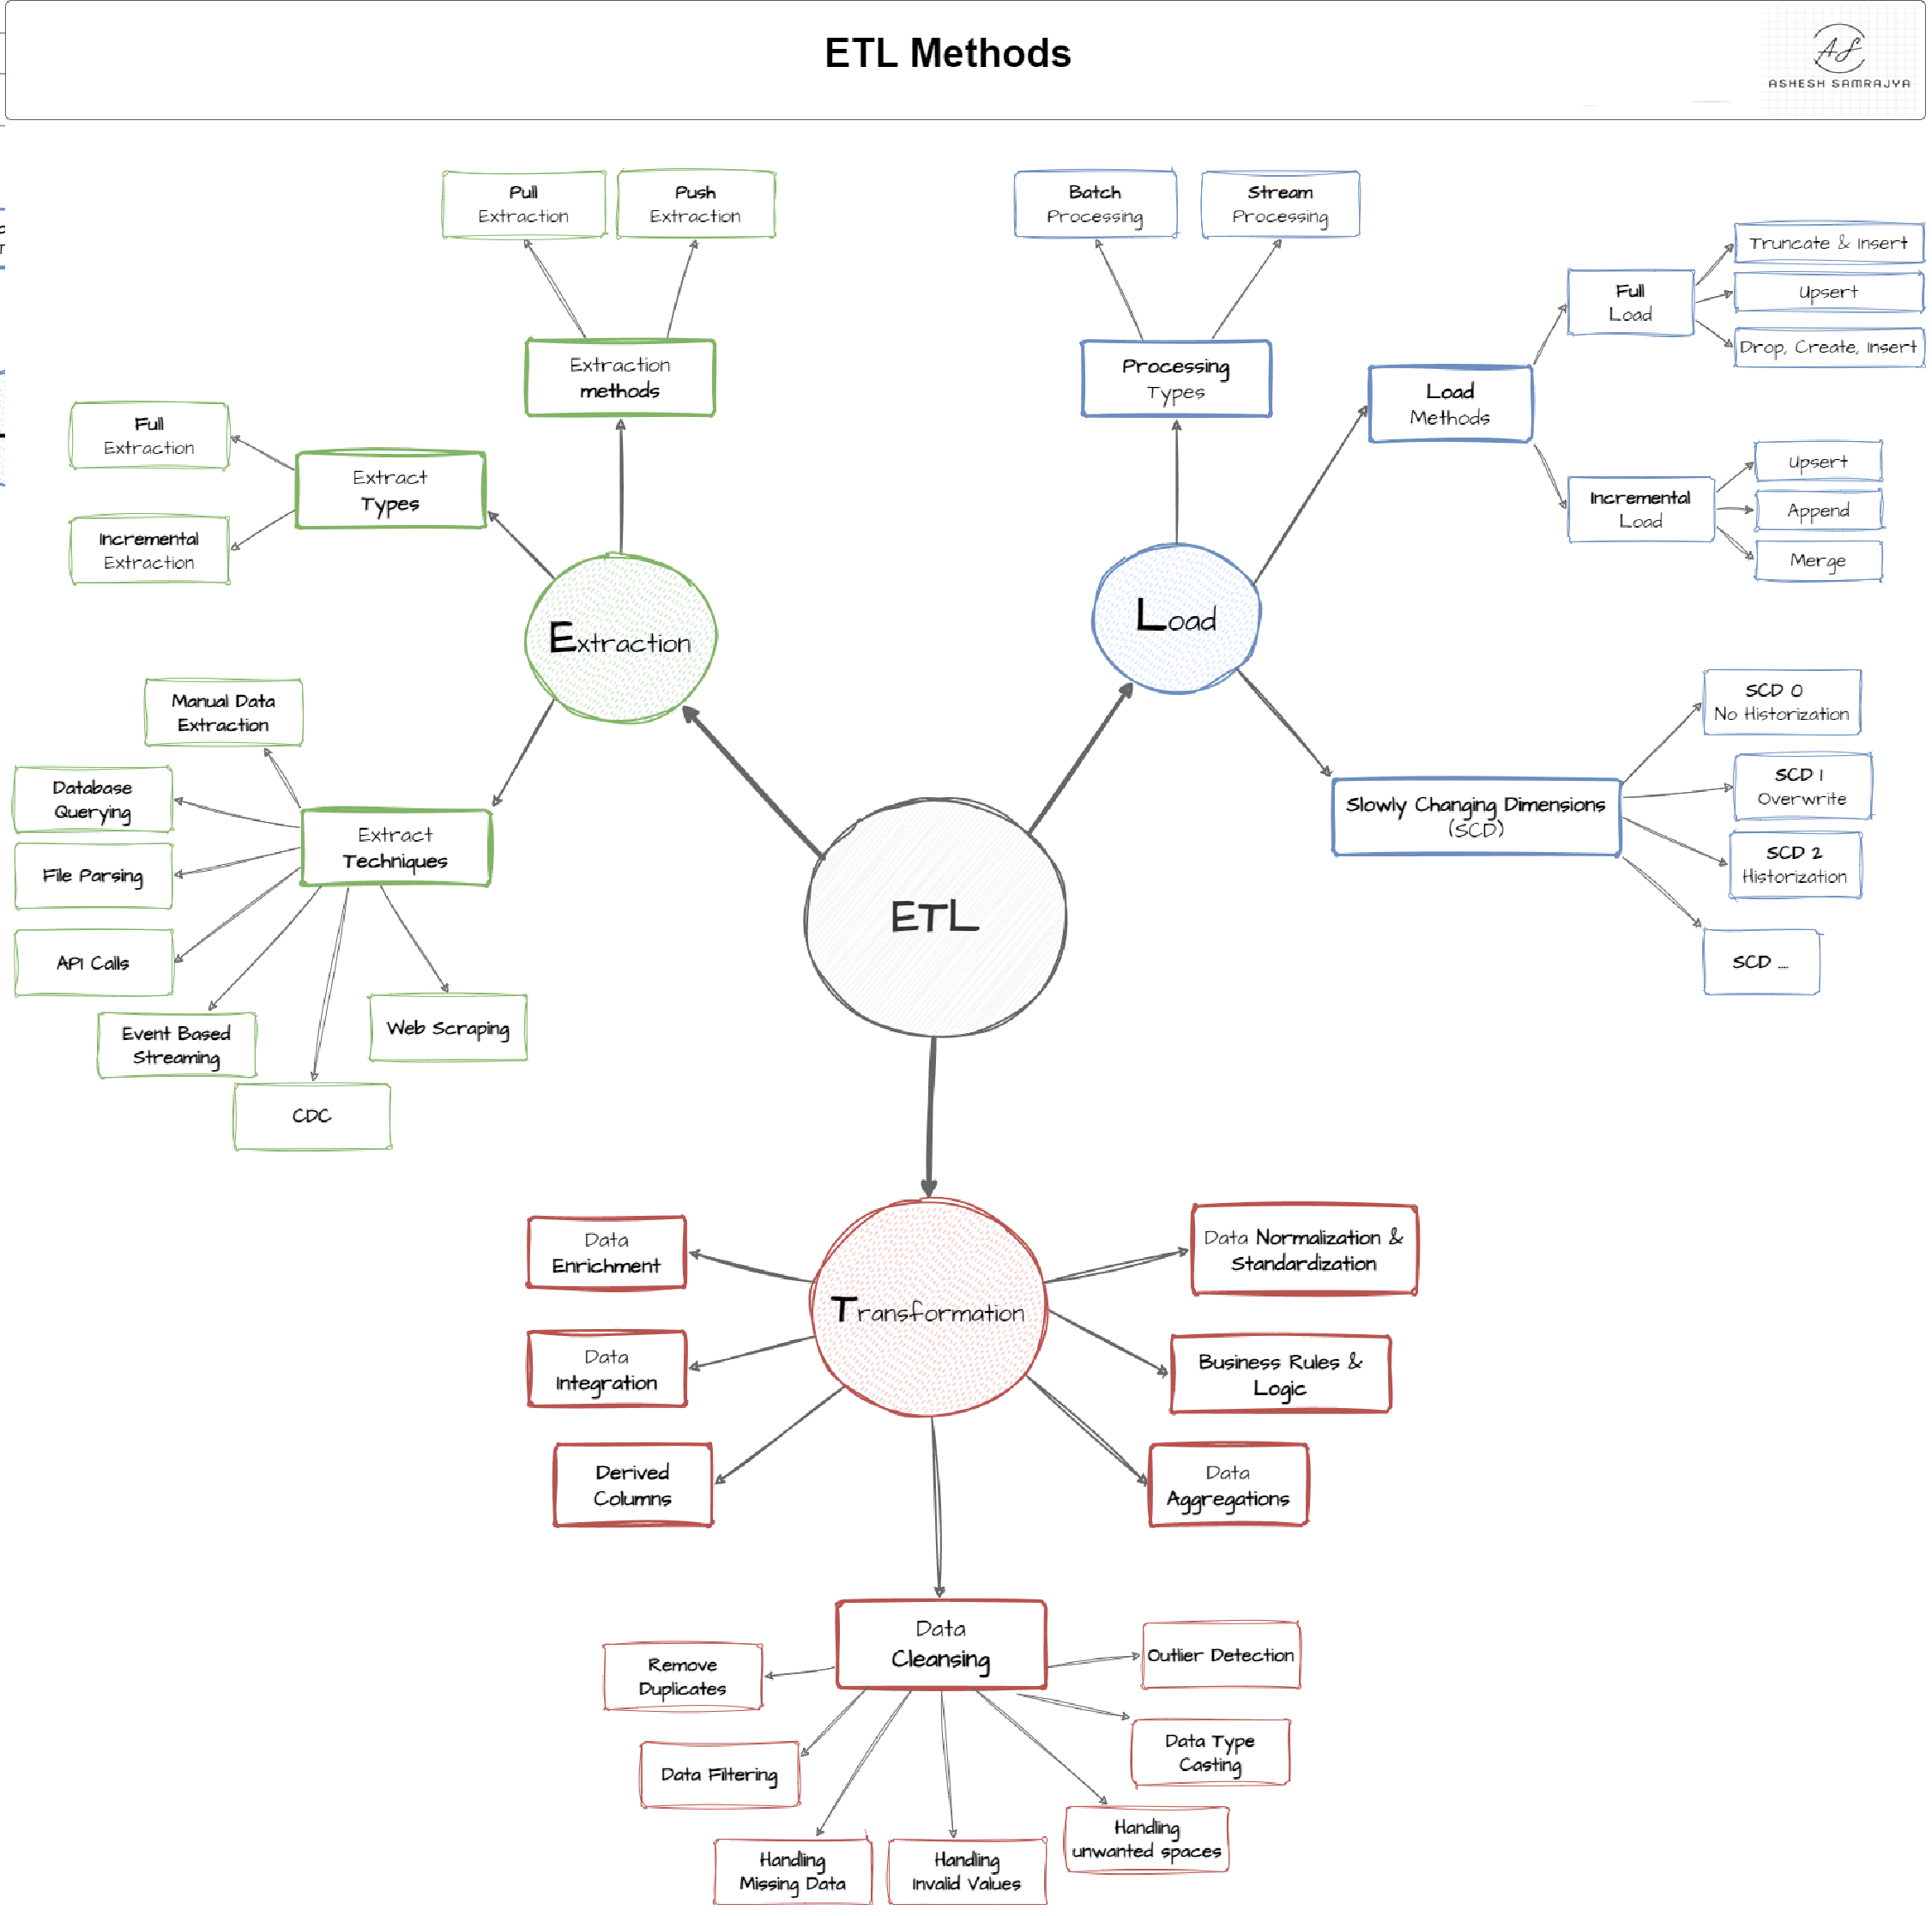 ETL Methods
AS
ASHESH SAMRAJYA
Pull
Extraction
Push
Extraction
Extraction
methods
Full
Extraction
Extract
Types
Incremental
Extraction
Extraction
Manual Data
Extraction
Database
Querying
Extract
Techniques
File Parsing
API Calls
Event Based
Streaming
Web Scraping
CDC
Batch
Processing
Stream
Processing
Processing
Types
Load
Methods
Full
Load
Truncate & Insert
Upsert
Drop, Create, Insert
Incremental
Load
Upsert
Append
Merge
Load
Slowly Changing Dimensions
(SCD)
SCD 0
No Historization
SCD 1
Overwrite
SCD 2
Historization
SCD ...
ETL
Transformation
Data
Enrichment
Data
Integration
Derived
Columns
Data Normalization &
Standardization
Business Rules &
Logic
Data
Aggregations
Data
Cleansing
Remove
Duplicates
Data Filtering
Handling
Missing Data
Handling
Invalid Values
Handling
unwanted spaces
Data Type
Casting
Outlier Detection